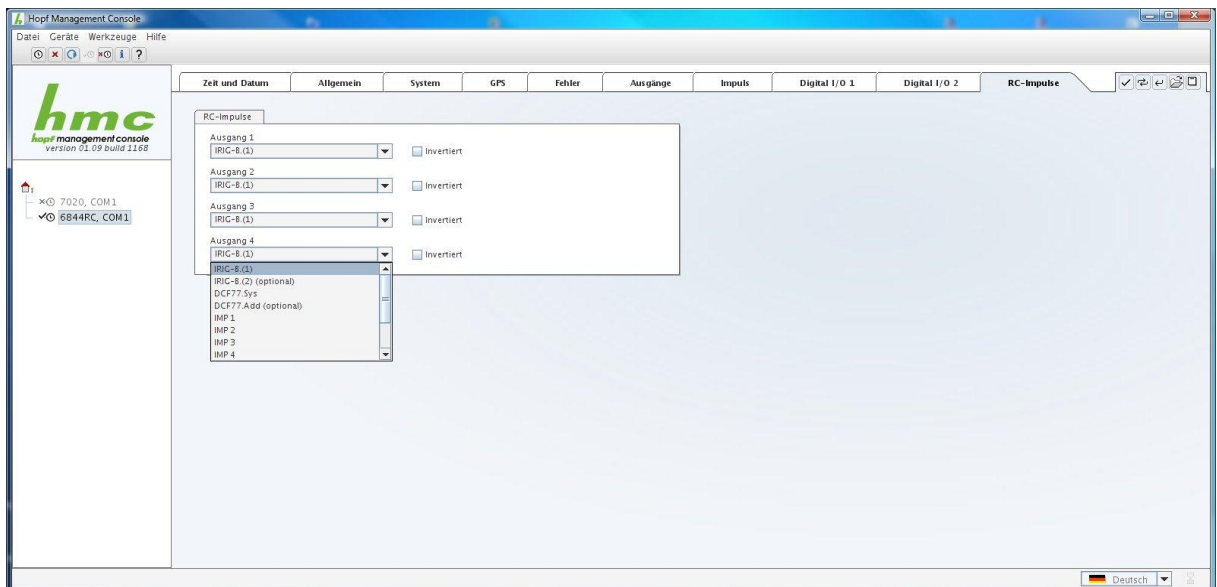 Hopf Management Console
Datei Geräte Werkzeuge Hilfe
hmc
hopf management console
version 01.09 build 1168
7020, COM1
6844RC, COM1
Zeit und Datum Allgemein System GPS Fehler Ausgänge Impuls Digital I/O 1 Digital I/O 2 RC-Impulse
RC-Impulse
Ausgang 1
IRIG-B.(1) Invertiert
Ausgang 2
IRIG-B.(1) Invertiert
Ausgang 3
IRIG-B.(1) Invertiert
Ausgang 4
IRIG-B.(1) Invertiert
IRIG-B.(1)
IRIG-B.(2) (optional)
DCF77.Sys
DCF77.Add (optional)
IMP 1
IMP 2
IMP 3
IMP 4
Deutsch